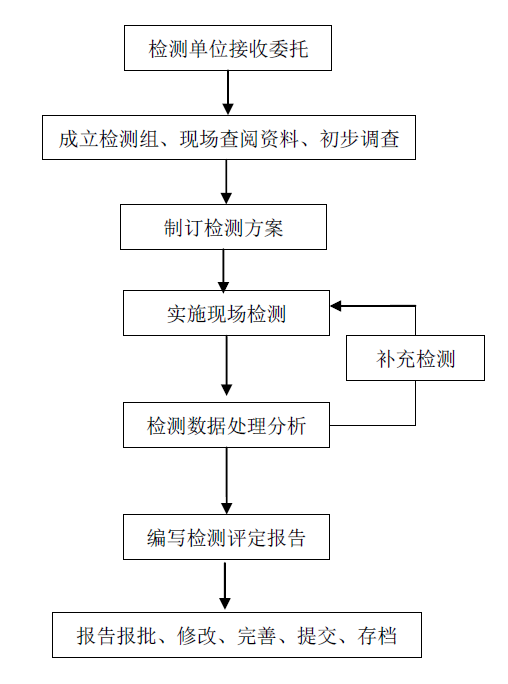 检测单位接收委托
成立检测组、现场查阅资料、初步调查
制订检测方案
实施现场检测
补充检测
检测数据处理分析
编写检测评定报告
报告报批、修改、完善、提交、存档